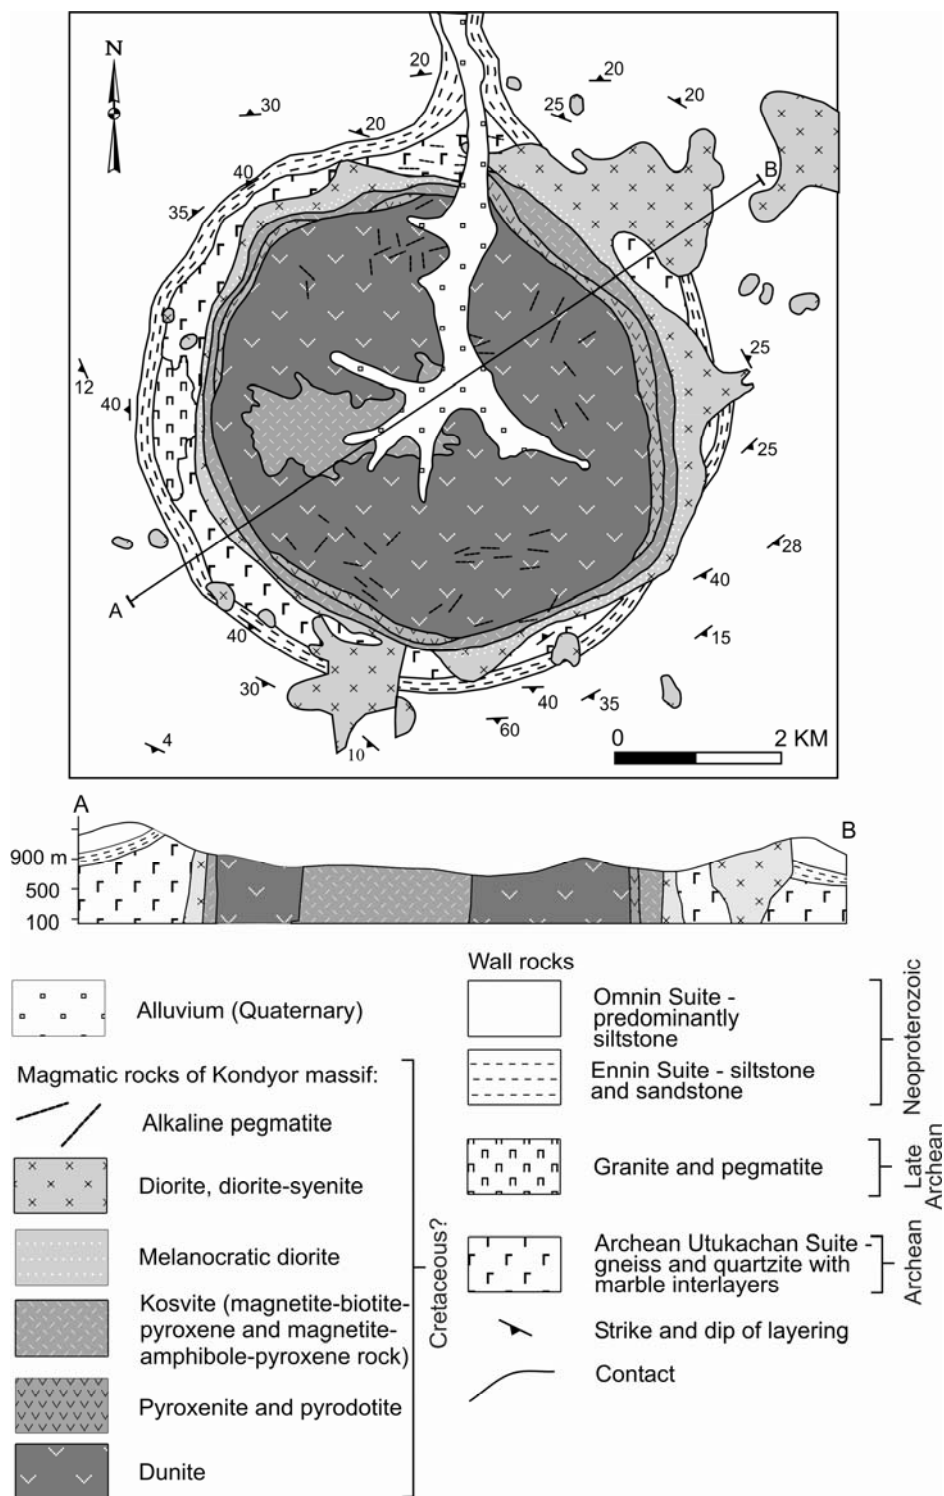 N
20
20
30
20
25
20
B
40
35
25
12
40
25
28
40
A
15
40
30
40
35
60
4
10
0
2 KM
A
B
900 m
500
100
Alluvium (Quaternary)
Magmatic rocks of Kondyor massif:
Alkaline pegmatite
Diorite, diorite-syenite
Melanocratic diorite
Kosvite (magnetite-biotite-
pyroxene and magnetite-
amphibole-pyroxene rock)
Pyroxenite and pyrodotite
Dunite
Cretaceous?
Wall rocks
Omnin Suite -
predominantly
siltstone
Ennin Suite - siltstone
and sandstone
Neoproterozoic
Granite and pegmatite
Late
Archean
Archean Utukachan Suite -
gneiss and quartzite with
marble interlayers
Archean
Strike and dip of layering
Contact